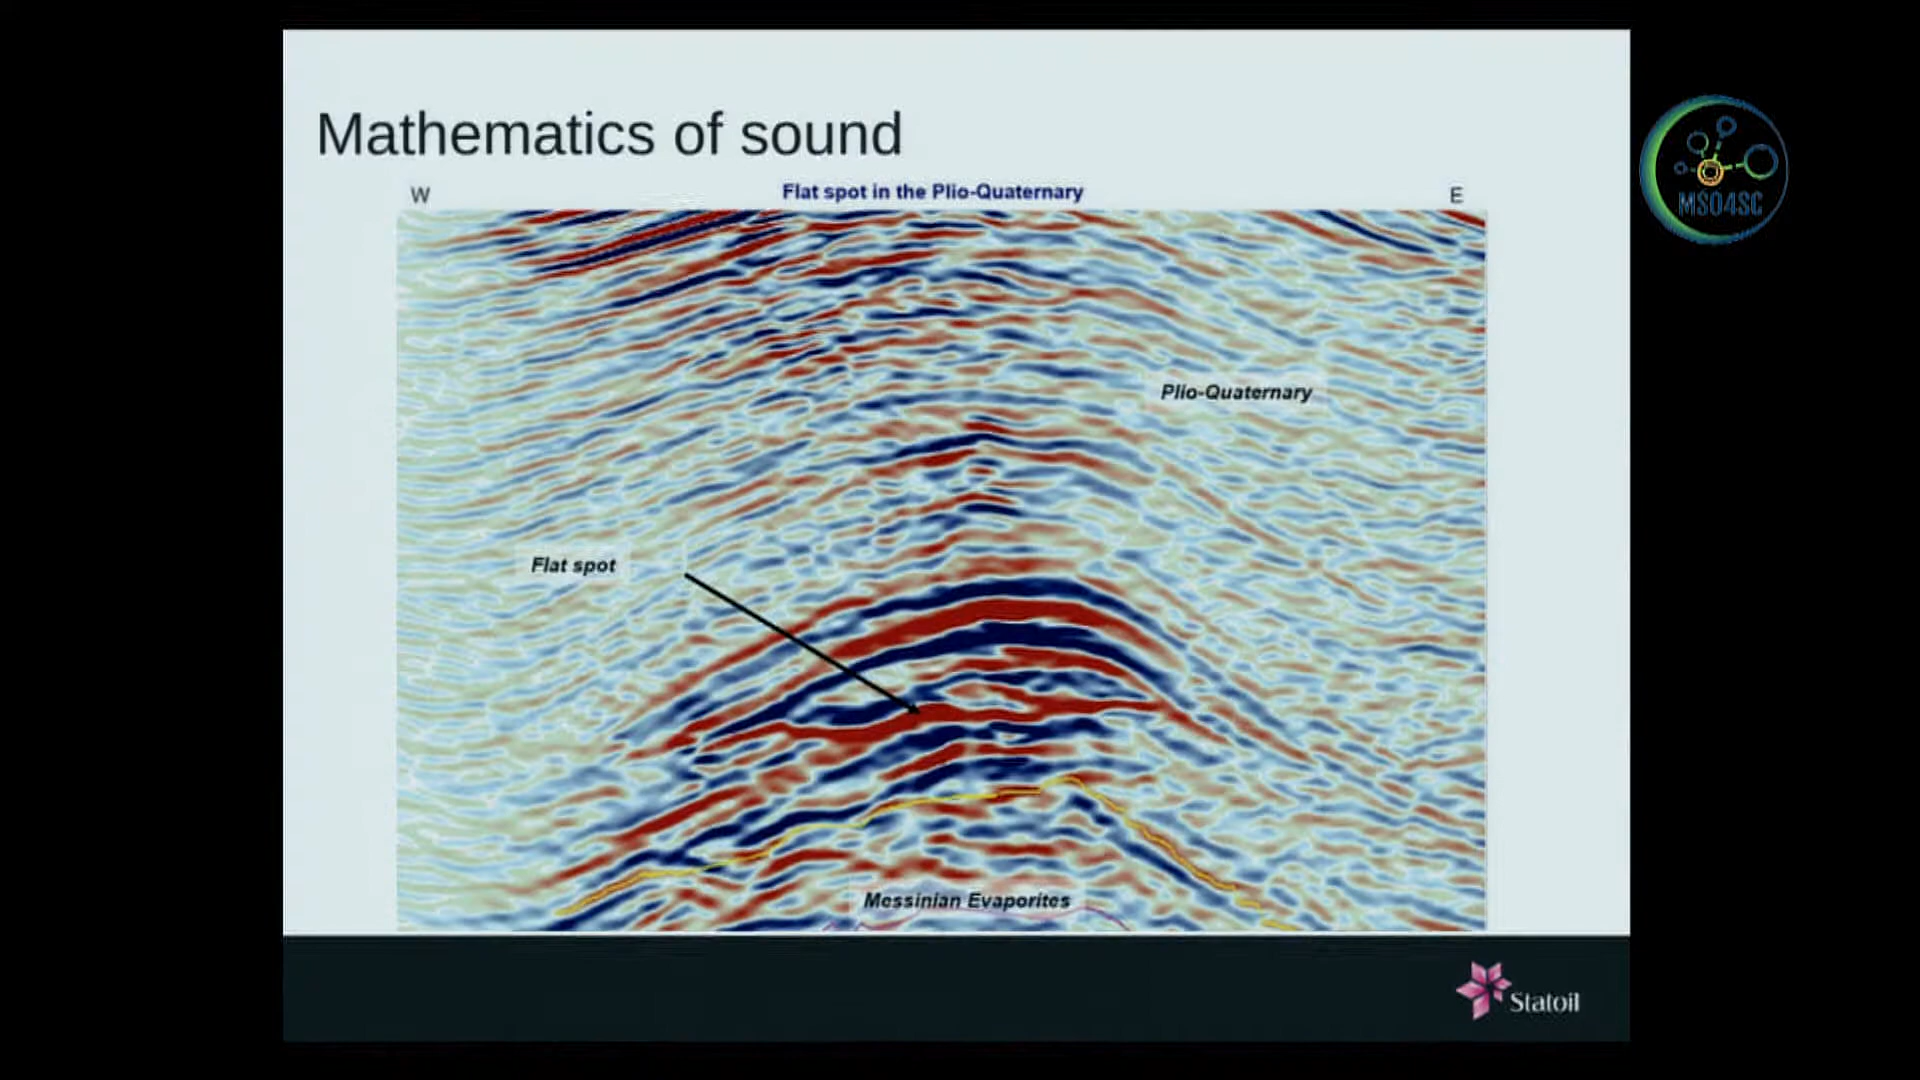 Mathematics of sound
W
Flat spot in the Plio-Quaternary
E
MSO4SC
Plio-Quaternary
Flat spot
Messinian Evaporites
Statoil